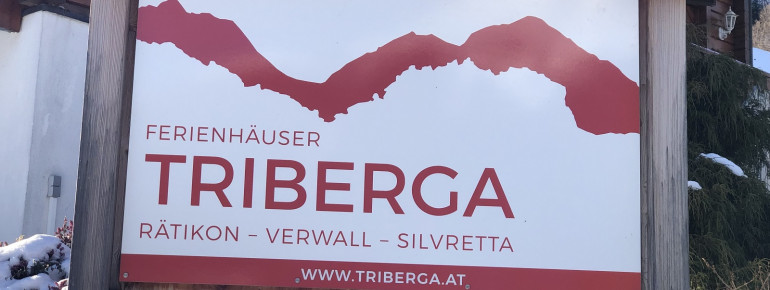 FERIENHÄUSER
TRIBERGA
RÄTIKON – VERWALL – SILVRETTA
WWW.TRIBERGA.AT